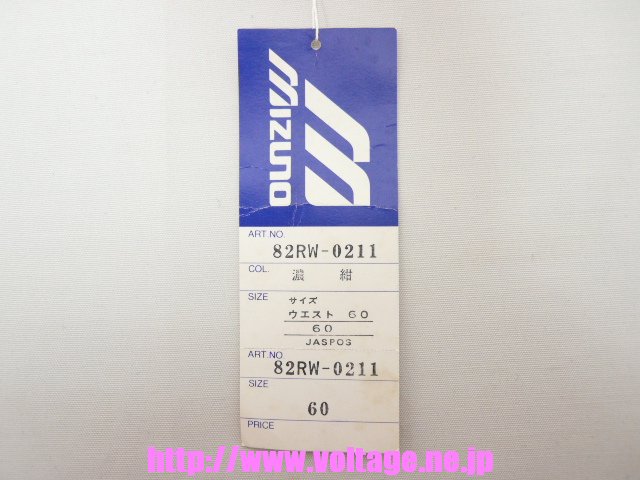 MIZUNO
ART.NO.
82RW-0211
COL.
濃 紺
SIZE
サイズ
ウエスト 60
60
JASPOS
ART.NO.
82RW-0211
SIZE
60
PRICE
http://www.voltage.ne.jp